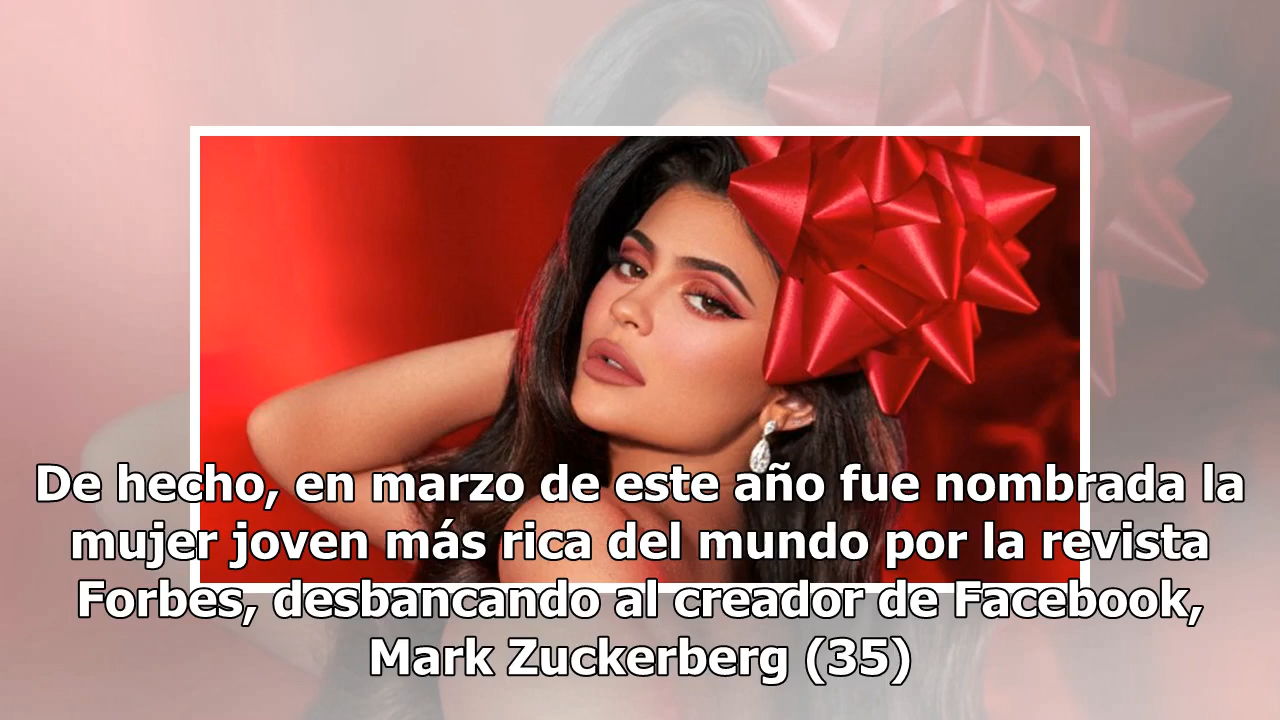 De hecho, en marzo de este año fue nombrada la
mujer joven más rica del mundo por la revista
Forbes, desbancando al creador de Facebook,
Mark Zuckerberg (35)